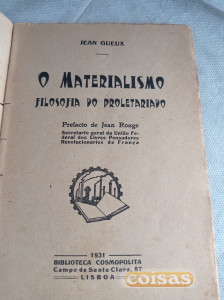 JEAN GUEUX
O MATERIALISMO
FILOSOFIA DO PROLETARIADO
Prefacio de Jean Rouge
Secretario geral da União Fe-
deral dos Livres Pensadores
Revolucionarios de França
1931
BIBLIOTECA COSMOPOLITA
Campo de Santa Clara, 87
LISBOA
coisas